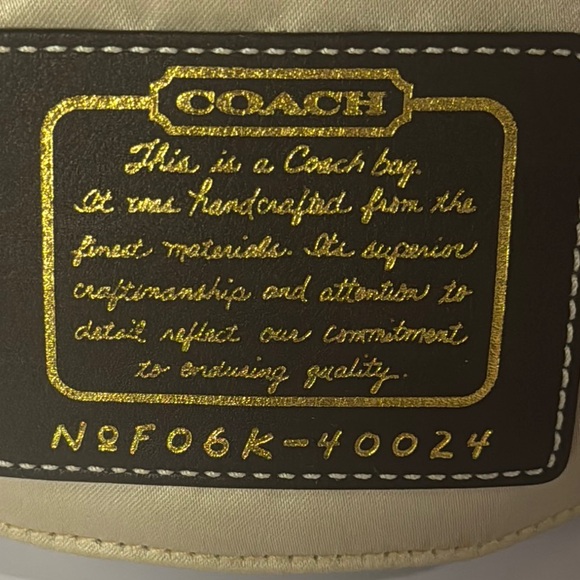 COACH
This is a Coach bag.
It was handcrafted from the
finest materials. Its superior
craftsmanship and attention to
detail reflect our commitment
to enduring quality.
NºF06K-40024